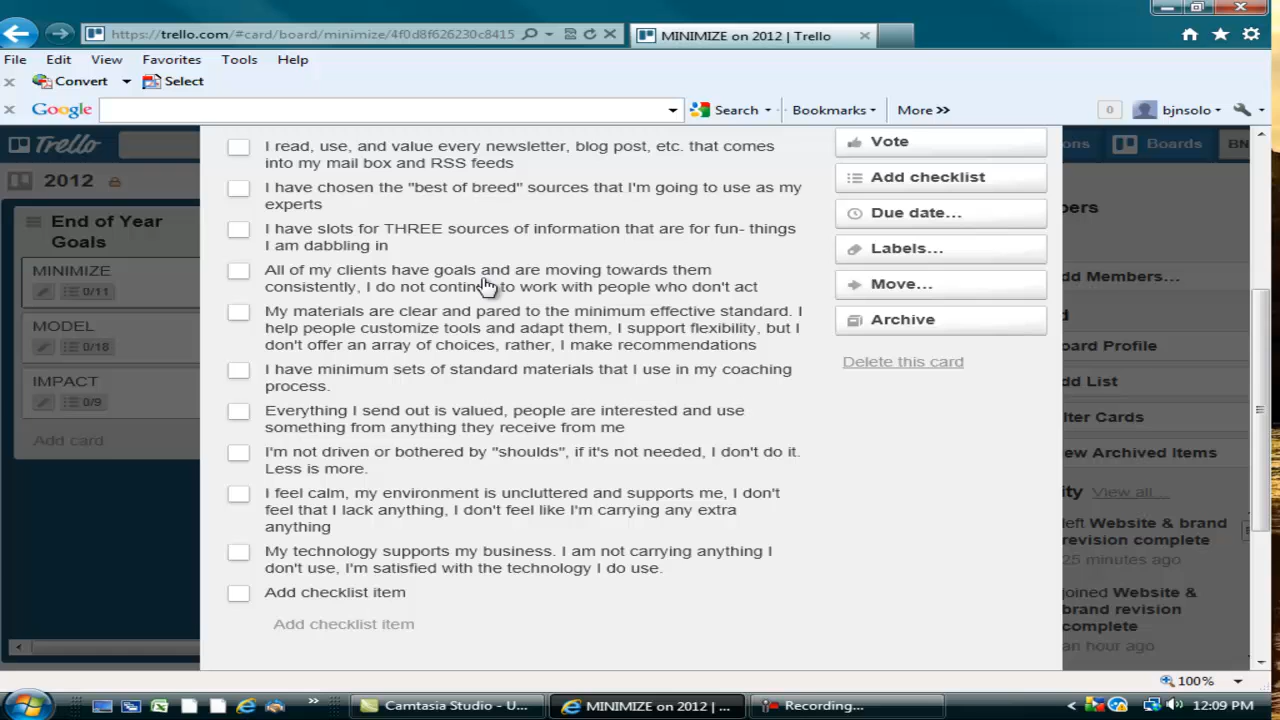 https://trello.com/#card/board/minimize/4f0d8f626230c8415
MINIMIZE on 2012 | Trello
File Edit View Favorites Tools Help
Convert Select
Google Search Bookmarks More >> 0 bjnsolo
Trello Boards BN
2012
End of Year
Goals
MINIMIZE
0/11
MODEL
0/18
IMPACT
0/9
Add card
I read, use, and value every newsletter, blog post, etc. that comes
into my mail box and RSS feeds
I have chosen the "best of breed" sources that I'm going to use as my
experts
I have slots for THREE sources of information that are for fun- things
I am dabbling in
All of my clients have goals and are moving towards them
consistently, I do not continue to work with people who don't act
My materials are clear and pared to the minimum effective standard. I
help people customize tools and adapt them, I support flexibility, but I
don't offer an array of choices, rather, I make recommendations
I have minimum sets of standard materials that I use in my coaching
process.
Everything I send out is valued, people are interested and use
something from anything they receive from me
I'm not driven or bothered by "shoulds", if it's not needed, I don't do it.
Less is more.
I feel calm, my environment is uncluttered and supports me, I don't
feel that I lack anything, I don't feel like I'm carrying any extra
anything
My technology supports my business. I am not carrying anything I
don't use, I'm satisfied with the technology I do use.
Add checklist item
Add checklist item
Vote
Add checklist
Due date...
Labels...
Move...
Archive
Delete this card
bers
dd Members...
rd
dd Board Profile
dd List
lter Cards
ew Archived Items
ity View all...
left Website & brand
revision complete
25 minutes ago
joined Website &
brand revision
complete
an hour ago
100%
Camtasia Studio - U...
MINIMIZE on 2012 | ...
Recording...
12:09 PM